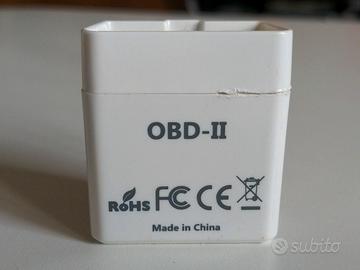 OBD-II
RoHS FC CE
Made in China
subito